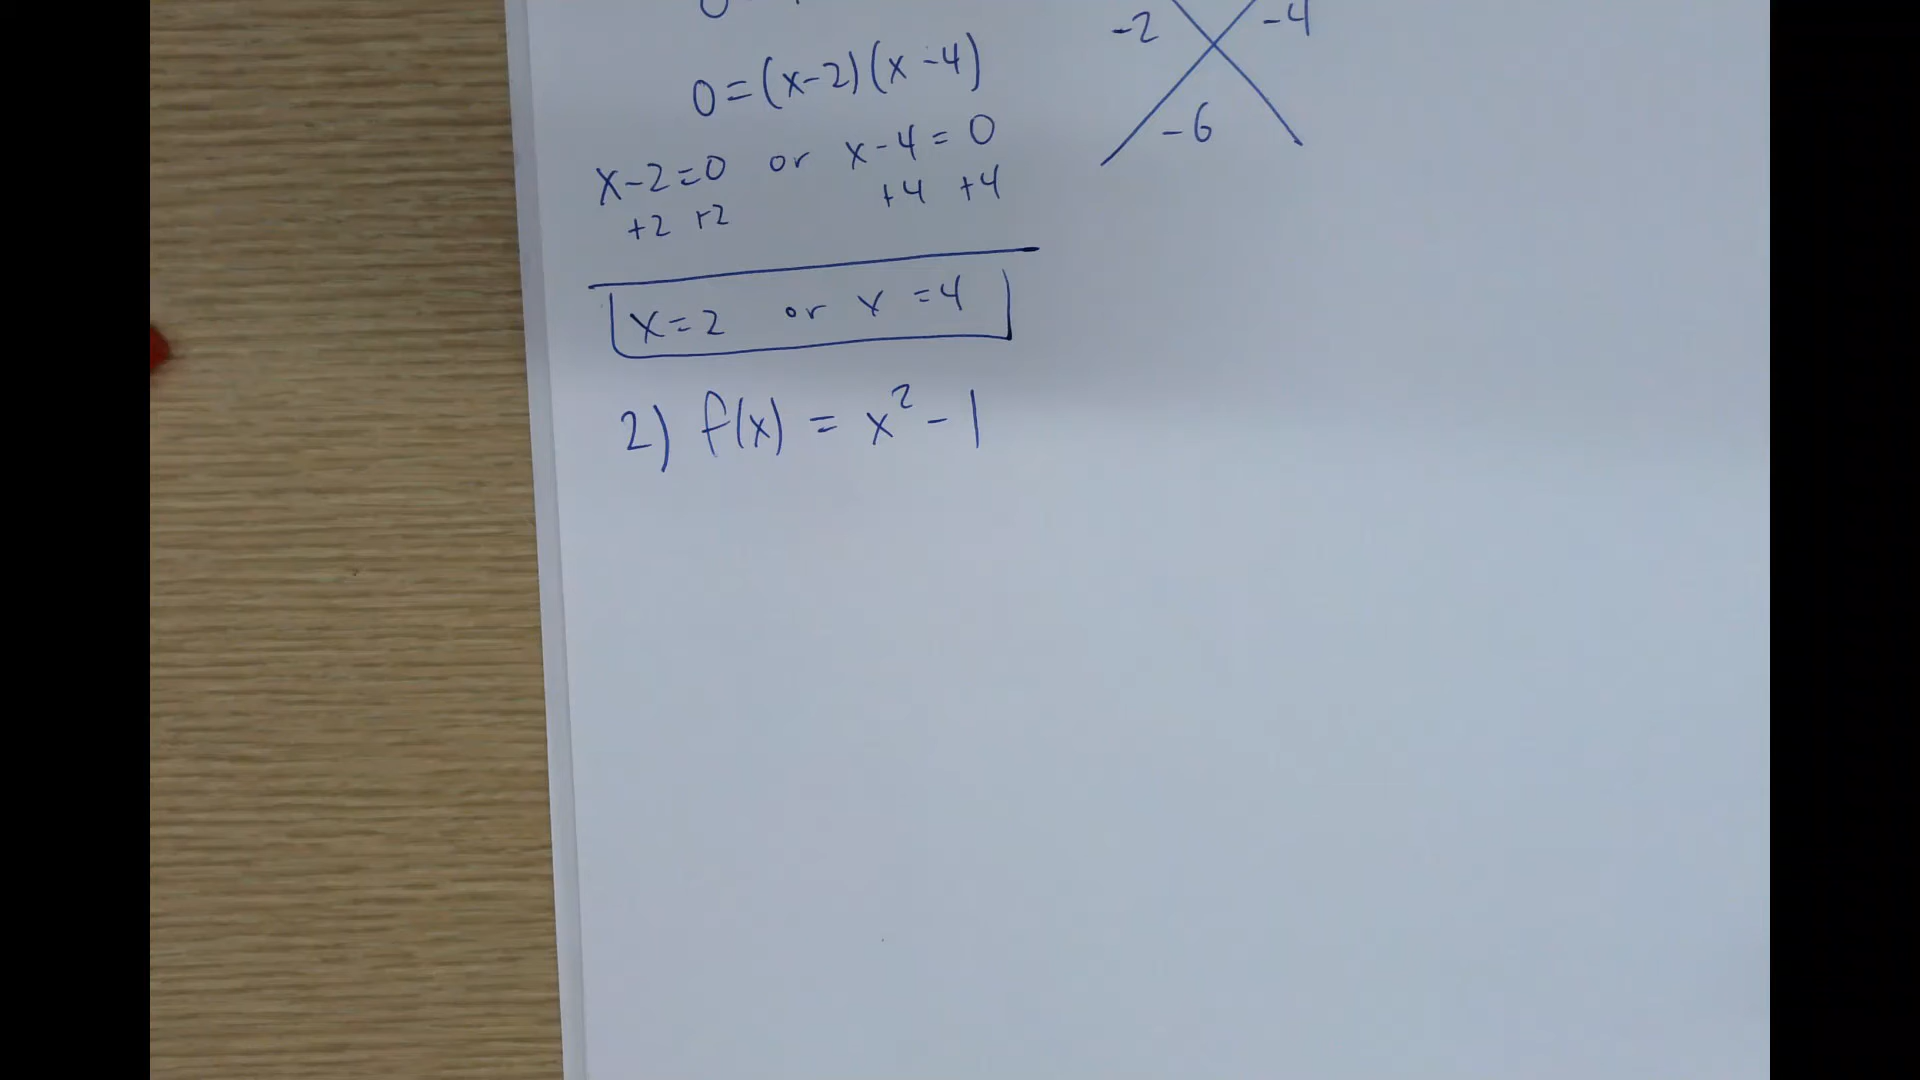 0=(x-2)(x-4)
x-2=0 or x-4=0
+2 +2 +4 +4
x=2 or x=4
2) f(x) = x²-1
-2 -4
-6